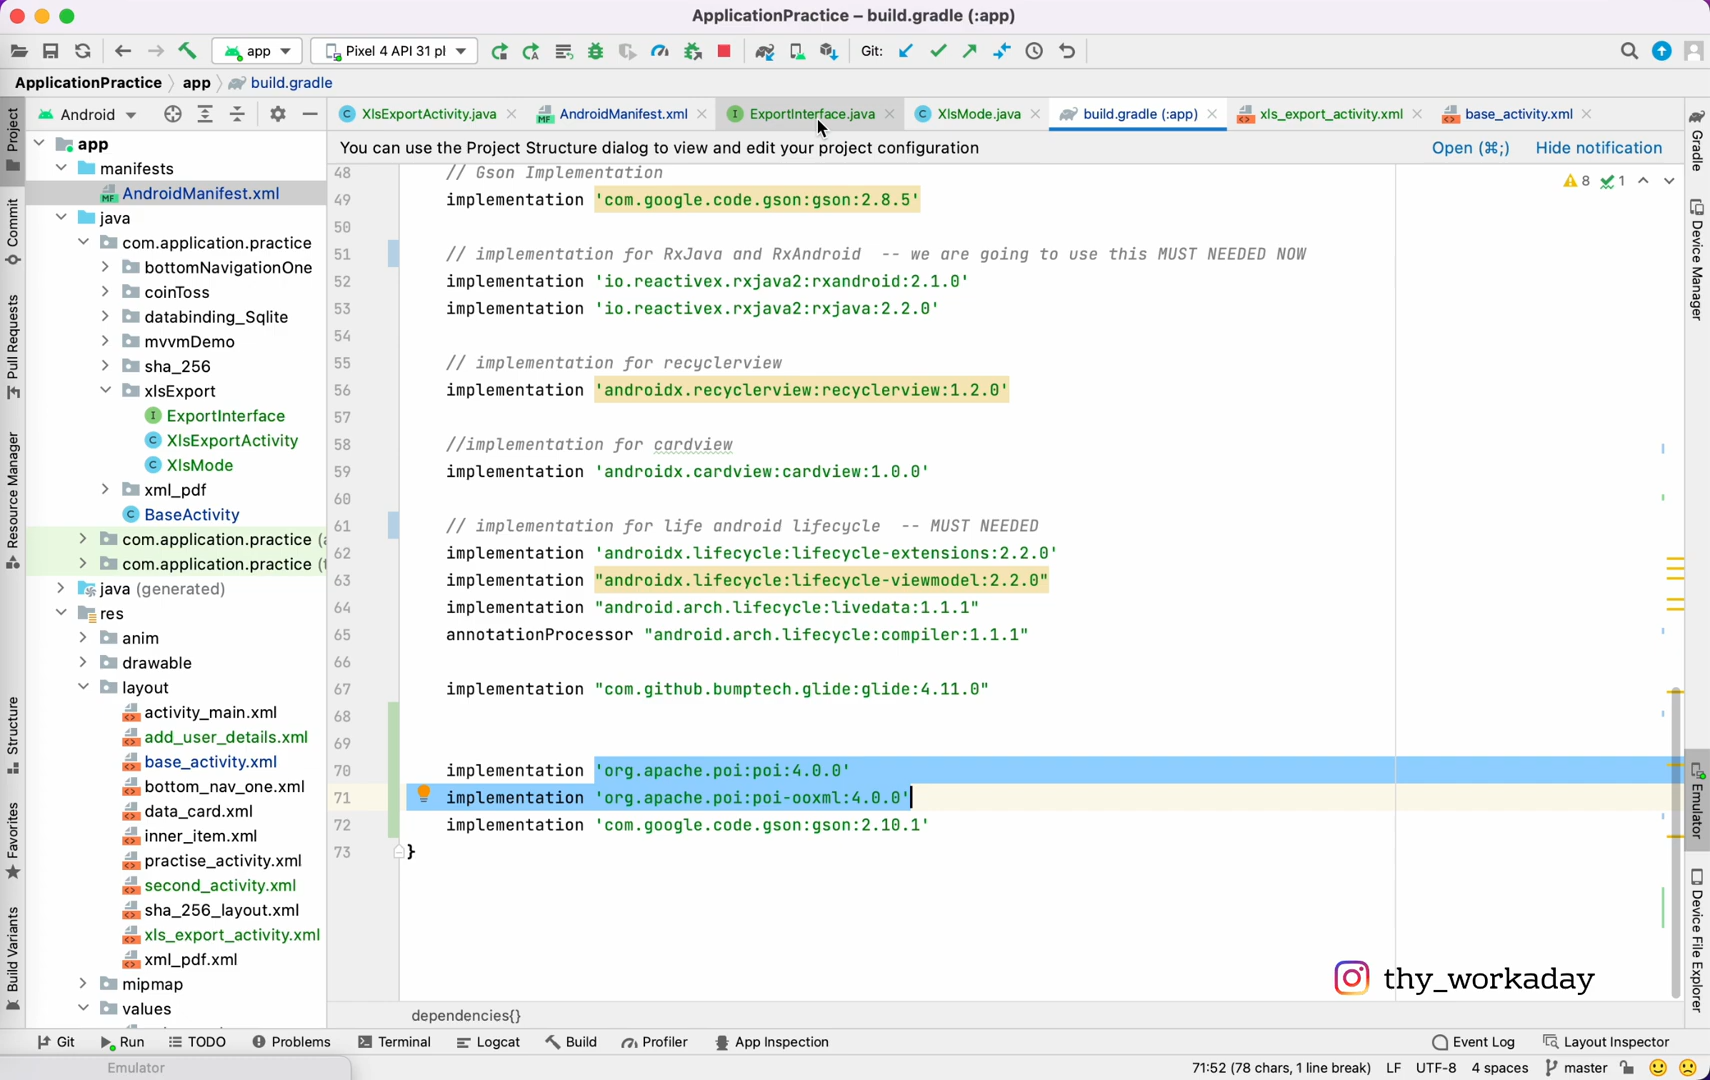 ApplicationPractice – build.gradle (:app)
app
Pixel 4 API 31 pl
Git:
ApplicationPractice
app
build.gradle
Project
Commit
Pull Requests
Resource Manager
Structure
Favorites
Build Variants
Android
XlsExportActivity.java
AndroidManifest.xml
ExportInterface.java
XlsMode.java
build.gradle (:app)
xls_export_activity.xml
base_activity.xml
You can use the Project Structure dialog to view and edit your project configuration
Open (⌘;)
Hide notification
app
manifests
AndroidManifest.xml
java
com.application.practice
bottomNavigationOne
coinToss
databinding_Sqlite
mvvmDemo
sha_256
xlsExport
ExportInterface
XlsExportActivity
XlsMode
xml_pdf
BaseActivity
com.application.practice (
com.application.practice (
java (generated)
res
anim
drawable
layout
activity_main.xml
add_user_details.xml
base_activity.xml
bottom_nav_one.xml
data_card.xml
inner_item.xml
practise_activity.xml
second_activity.xml
sha_256_layout.xml
xls_export_activity.xml
xml_pdf.xml
mipmap
values
8 1
48 // Gson Implementation
49 implementation 'com.google.code.gson:gson:2.8.5'
50
51 // implementation for RxJava and RxAndroid -- we are going to use this MUST NEEDED NOW
52 implementation 'io.reactivex.rxjava2:rxandroid:2.1.0'
53 implementation 'io.reactivex.rxjava2:rxjava:2.2.0'
54
55 // implementation for recyclerview
56 implementation 'androidx.recyclerview:recyclerview:1.2.0'
57
58 //implementation for cardview
59 implementation 'androidx.cardview:cardview:1.0.0'
60
61 // implementation for life android lifecycle -- MUST NEEDED
62 implementation 'androidx.lifecycle:lifecycle-extensions:2.2.0'
63 implementation "androidx.lifecycle:lifecycle-viewmodel:2.2.0"
64 implementation "android.arch.lifecycle:livedata:1.1.1"
65 annotationProcessor "android.arch.lifecycle:compiler:1.1.1"
66
67 implementation "com.github.bumptech.glide:glide:4.11.0"
68
69
70 implementation 'org.apache.poi:poi:4.0.0'
71 implementation 'org.apache.poi:poi-ooxml:4.0.0'
72 implementation 'com.google.code.gson:gson:2.10.1'
73 }
thy_workaday
dependencies{}
Gradle
Device Manager
Emulator
Device File Explorer
Git
Run
TODO
Problems
Terminal
Logcat
Build
Profiler
App Inspection
Event Log
Layout Inspector
Emulator
71:52 (78 chars, 1 line break)
LF
UTF-8
4 spaces
master